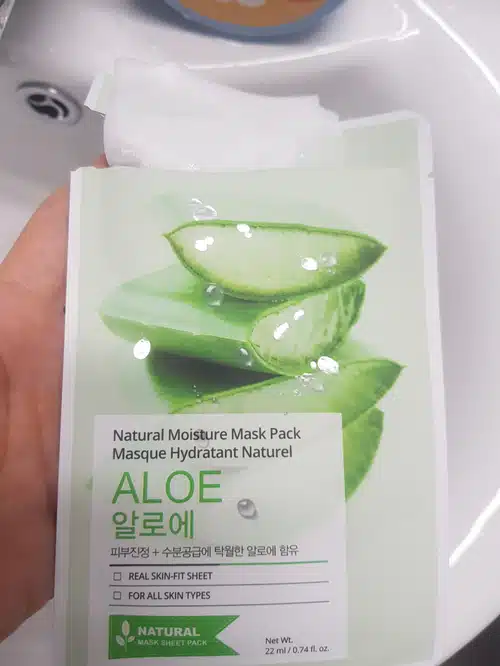 Natural Moisture Mask Pack
Masque Hydratant Naturel
ALOE
알로에
피부진정 + 수분공급에 탁월한 알로에 함유
REAL SKIN-FIT SHEET
FOR ALL SKIN TYPES
NATURAL
MASK SHEET PACK
Net Wt.
22 ml / 0.74 fl. oz.